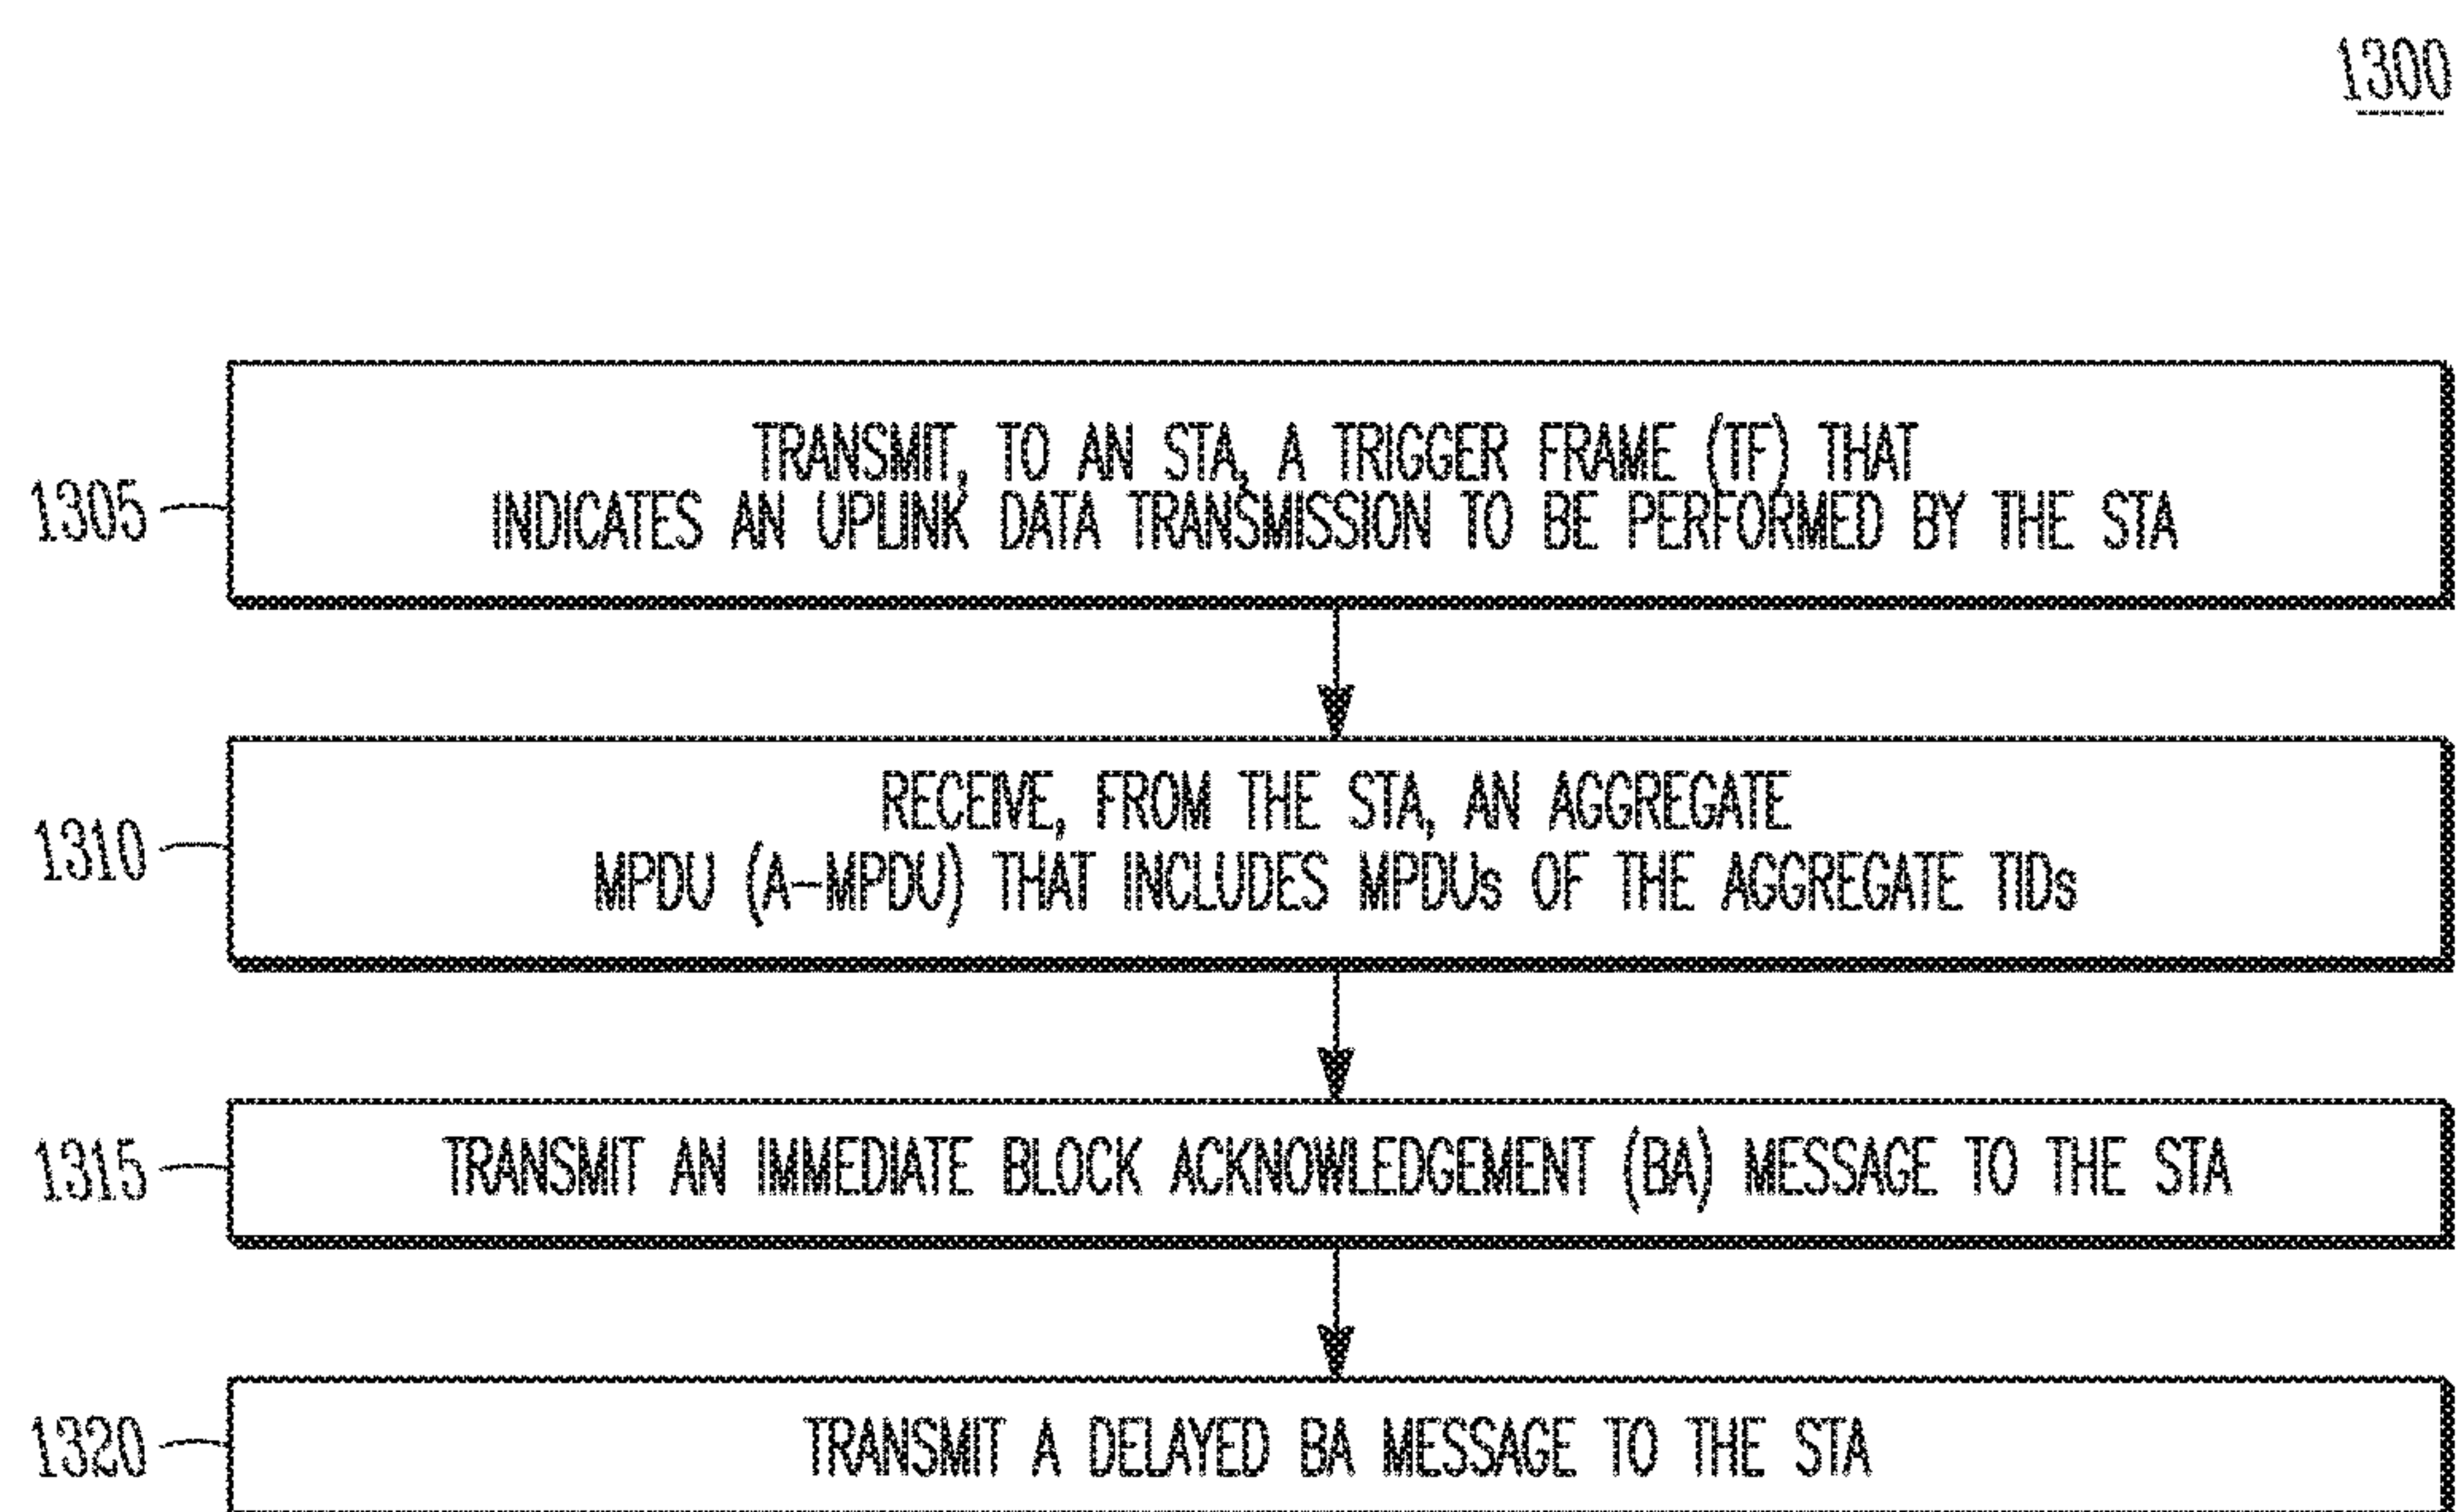 1300
1305
TRANSMIT, TO AN STA, A TRIGGER FRAME (TF) THAT
INDICATES AN UPLINK DATA TRANSMISSION TO BE PERFORMED BY THE STA
1310
RECEIVE, FROM THE STA, AN AGGREGATE
MPDU (A-MPDU) THAT INCLUDES MPDUs OF THE AGGREGATE TIDs
1315
TRANSMIT AN IMMEDIATE BLOCK ACKNOWLEDGEMENT (BA) MESSAGE TO THE STA
1320
TRANSMIT A DELAYED BA MESSAGE TO THE STA